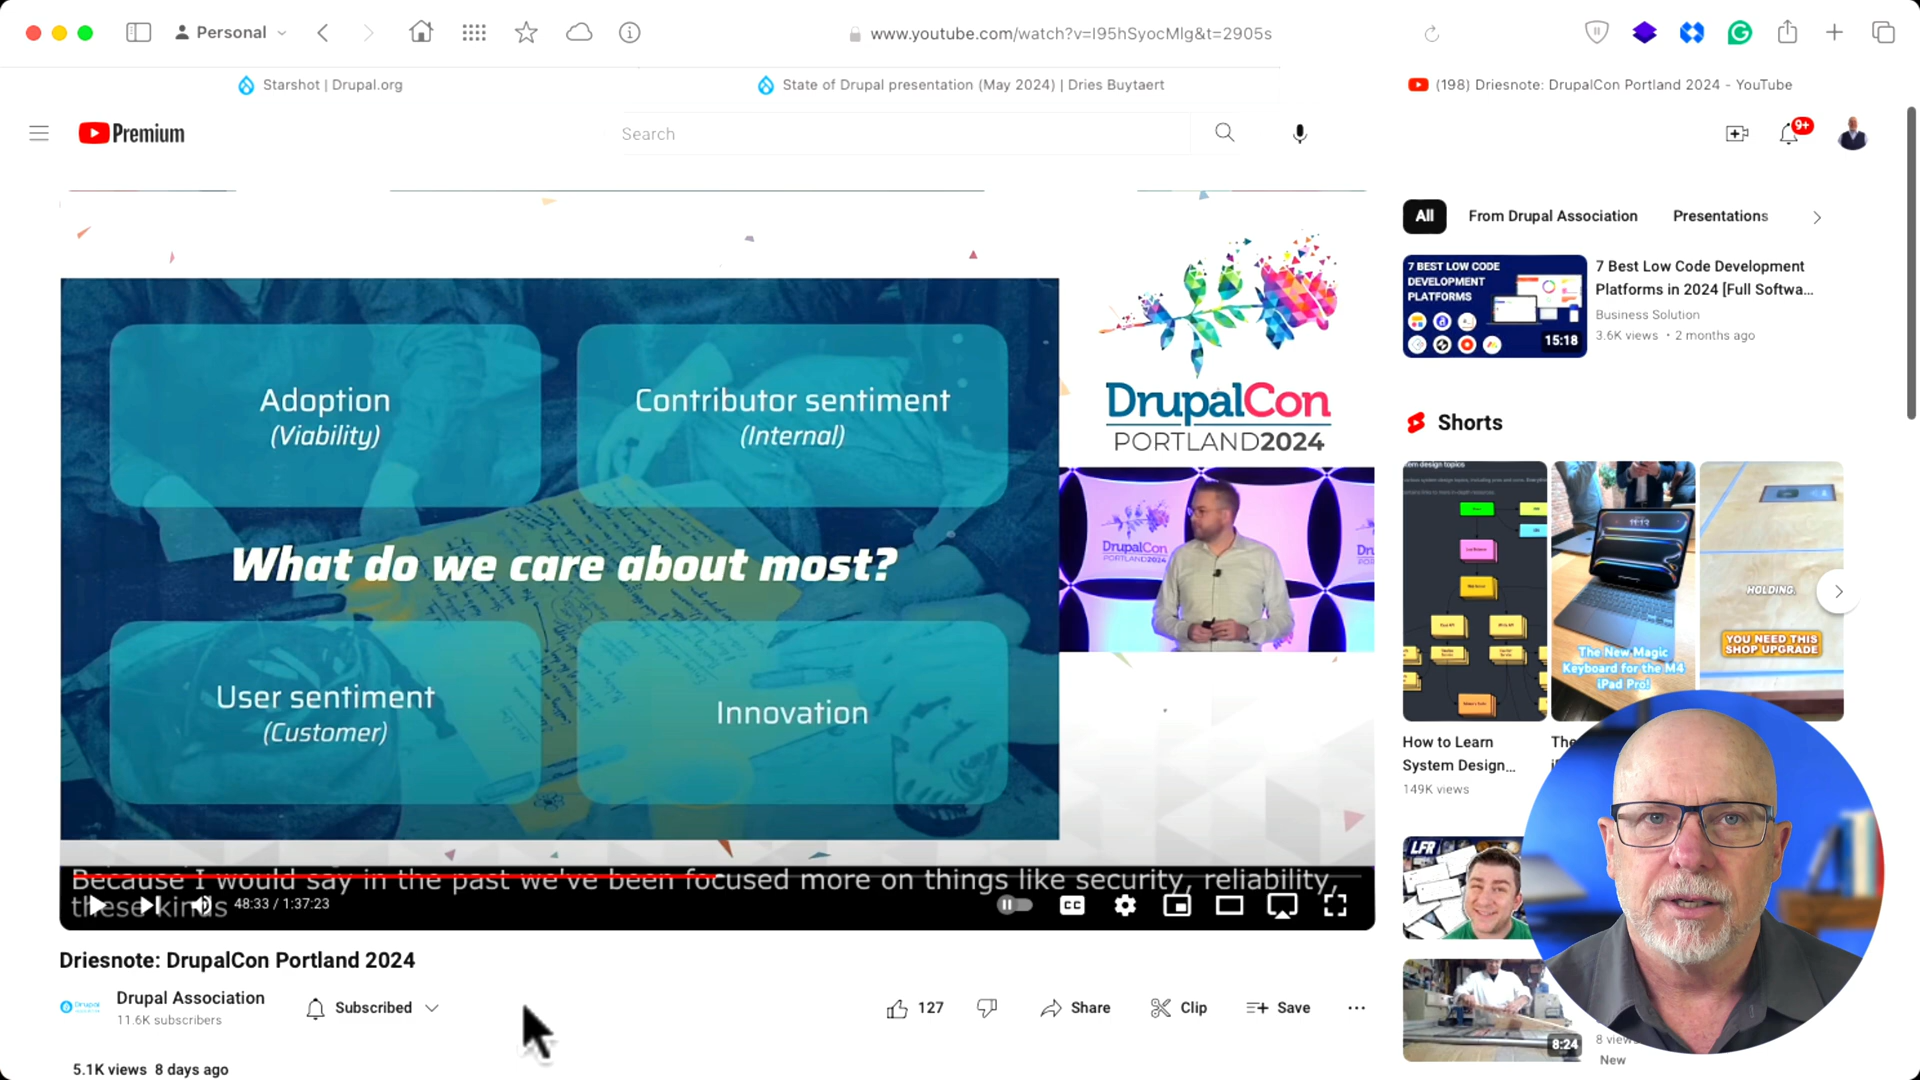 Personal
www.youtube.com/watch?v=I95hSyocMlg&t=2905s
Starshot | Drupal.org
State of Drupal presentation (May 2024) | Dries Buytaert
(198) Driesnote: DrupalCon Portland 2024 - YouTube
Premium
Search
9+
All
From Drupal Association
Presentations
7 BEST LOW CODE
DEVELOPMENT
PLATFORMS
15:18
7 Best Low Code Development
Platforms in 2024 [Full Softwa...
Business Solution
3.6K views • 2 months ago
Adoption
(Viability)
Contributor sentiment
(Internal)
What do we care about most?
User sentiment
(Customer)
Innovation
DrupalCon
PORTLAND2024
DrupalCon
PORTLAND2024
Shorts
HOLDING.
YOU NEED THIS
SHOP UPGRADE
The New Magic
Keyboard for the M4
iPad Pro!
How to Learn
System Design...
149K views
The
LFR
8:24
8 views
New
Because I would say in the past we've been focused more on things like security, reliability,
these kinds
48:33 / 1:37:23
CC
Driesnote: DrupalCon Portland 2024
Drupal Association
11.6K subscribers
Subscribed
127
Share
Clip
Save
5.1K views 8 days ago